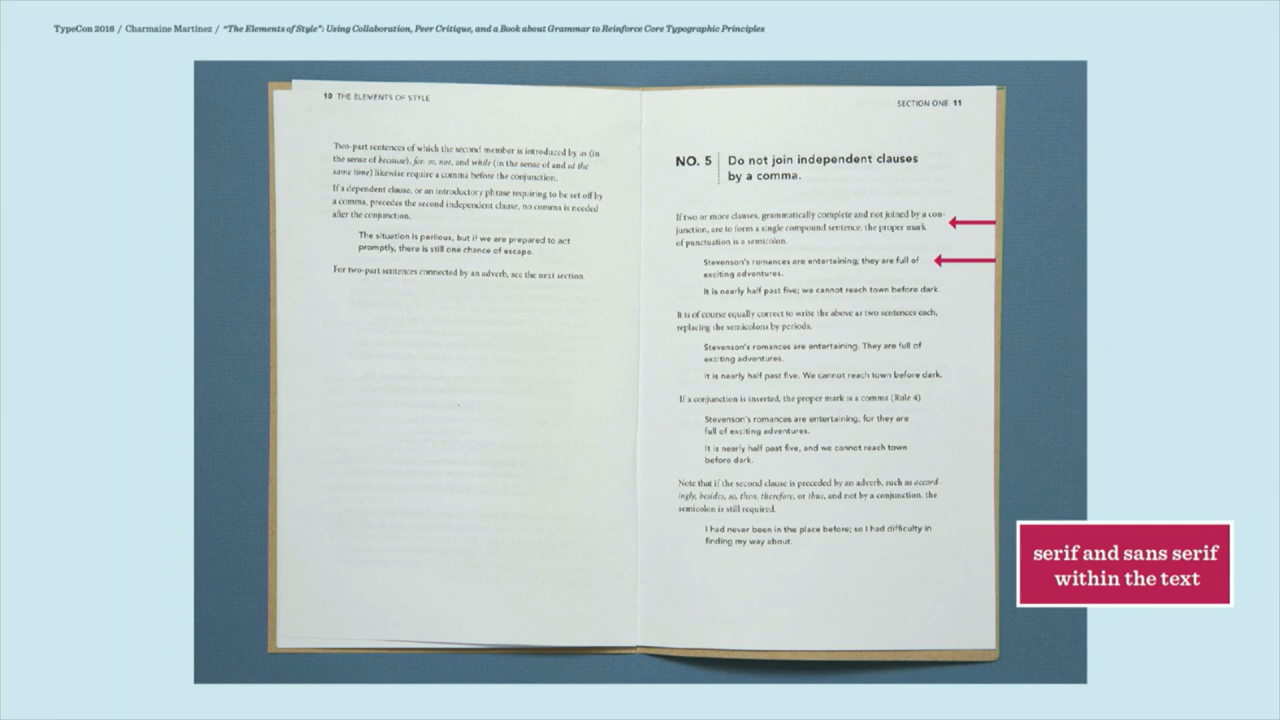 TypeCon 2016 / Charmaine Martinez / "The Elements of Style": Using Collaboration, Peer Critique, and a Book about Grammar to Reinforce Core Typographic Principles
10 THE ELEMENTS OF STYLE
Two-part sentences of which the second member is introduced by as (in
the sense of because), for, or, nor, and while (in the sense of and at the
same time) likewise require a comma before the conjunction.
If a dependent clause, or an introductory phrase requiring to be set off by
a comma, precedes the second independent clause, no comma is needed
after the conjunction.
The situation is perilous, but if we are prepared to act
promptly, there is still one chance of escape.
For two-part sentences connected by an adverb, see the next section.
SECTION ONE 11
NO. 5 Do not join independent clauses
by a comma.
If two or more clauses, grammatically complete and not joined by a con-
junction, are to form a single compound sentence, the proper mark
of punctuation is a semicolon.
Stevenson's romances are entertaining; they are full of
exciting adventures.
It is nearly half past five; we cannot reach town before dark.
It is of course equally correct to write the above as two sentences each,
replacing the semicolons by periods.
Stevenson's romances are entertaining. They are full of
exciting adventures.
It is nearly half past five. We cannot reach town before dark.
If a conjunction is inserted, the proper mark is a comma (Rule 4)
Stevenson's romances are entertaining, for they are
full of exciting adventures.
It is nearly half past five, and we cannot reach town
before dark.
Note that if the second clause is preceded by an adverb, such as accord-
ingly, besides, so, then, therefore, or thus, and not by a conjunction, the
semicolon is still required.
I had never been in the place before; so I had difficulty in
finding my way about.
serif and sans serif
within the text